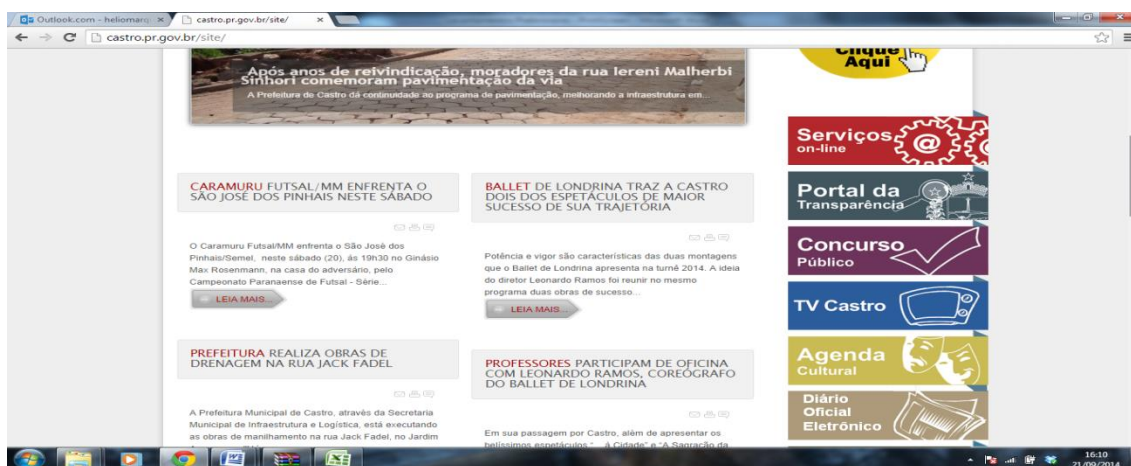 Outlook.com - heliomarq
castro.pr.gov.br/site/
castro.pr.gov.br/site/
Clique
Aqui
Após anos de reivindicação, moradores da rua Iereni Malherbi
Sinhori comemoram pavimentação da via
A Prefeitura de Castro dá continuidade ao programa de pavimentação, melhorando a infraestrutura em...
CARAMURU FUTSAL/MM ENFRENTA O
SÃO JOSÉ DOS PINHAIS NESTE SÁBADO
O Caramuru Futsal/MM enfrenta o São José dos
Pinhais/Semel, neste sábado (20), ás 19h30 no Ginásio
Max Rosenmann, na casa do adversário, pelo
Campeonato Paranaense de Futsal - Série...
LEIA MAIS...
BALLET DE LONDRINA TRAZ A CASTRO
DOIS DOS ESPETÁCULOS DE MAIOR
SUCESSO DE SUA TRAJETÓRIA
Potência e vigor são características das duas montagens
que o Ballet de Londrina apresenta na turnê 2014. A ideia
do diretor Leonardo Ramos foi reunir no mesmo
programa duas obras de sucesso...
LEIA MAIS...
PREFEITURA REALIZA OBRAS DE
DRENAGEM NA RUA JACK FADEL
A Prefeitura Municipal de Castro, através da Secretaria
Municipal de Infraestrutura e Logística, está executando
as obras de manilhamento na rua Jack Fadel, no Jardim
PROFESSORES PARTICIPAM DE OFICINA
COM LEONARDO RAMOS, COREÓGRAFO
DO BALLET DE LONDRINA
Em sua passagem por Castro, além de apresentar os
belíssimos espetáculos "... á Cidade" e "A Sagração da
Serviços
on-line
Portal da
Transparência
Concurso
Público
TV Castro
Agenda
Cultural
Diário
Oficial
Eletrônico
16:10
21/09/2014